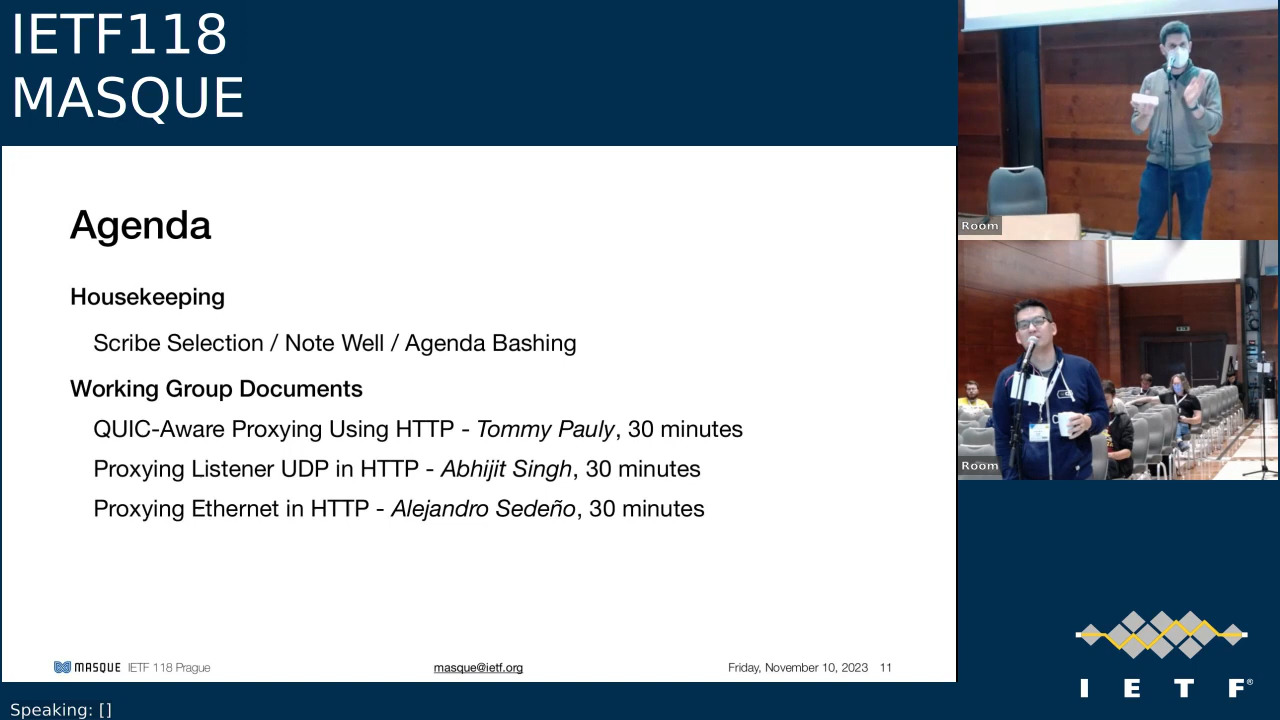 IETF118
MASQUE
Agenda
Housekeeping
Scribe Selection / Note Well / Agenda Bashing
Working Group Documents
QUIC-Aware Proxying Using HTTP - Tommy Pauly, 30 minutes
Proxying Listener UDP in HTTP - Abhijit Singh, 30 minutes
Proxying Ethernet in HTTP - Alejandro Sedeño, 30 minutes
MASQUE IETF 118 Prague
masque@ietf.org
Friday, November 10, 2023 11
Room
Room
I E T F®
Speaking: []